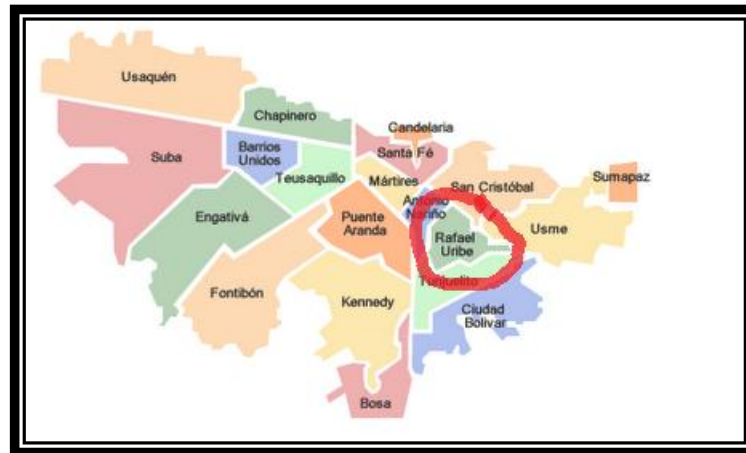 Usaquén
Chapinero
Candelaria
Suba
Barrios
Unidos
Santa Fé
Teusaquillo
Mártires
San Cristóbal
Sumapaz
Antonio
Nariño
Engativá
Puente
Aranda
Rafael
Uribe
Usme
Tunjuelito
Fontibón
Kennedy
Ciudad
Bolivar
Bosa